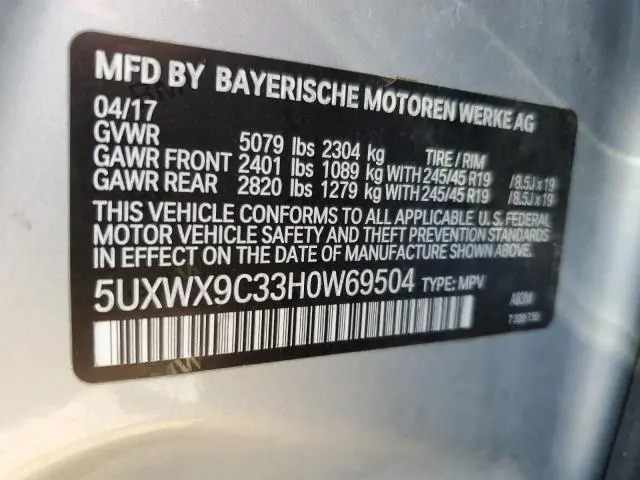 MFD BY BAYERISCHE MOTOREN WERKE AG
04/17
GVWR 5079 lbs 2304 kg TIRE / RIM
GAWR FRONT 2401 lbs 1089 kg WITH 245/45 R19 /8.5J x 19
GAWR REAR 2820 lbs 1279 kg WITH 245/45 R19 /8.5J x 19
THIS VEHICLE CONFORMS TO ALL APPLICABLE U.S. FEDERAL
MOTOR VEHICLE SAFETY AND THEFT PREVENTION STANDARDS
IN EFFECT ON THE DATE OF MANUFACTURE SHOWN ABOVE.
5UXWX9C33H0W69504 TYPE: MPV